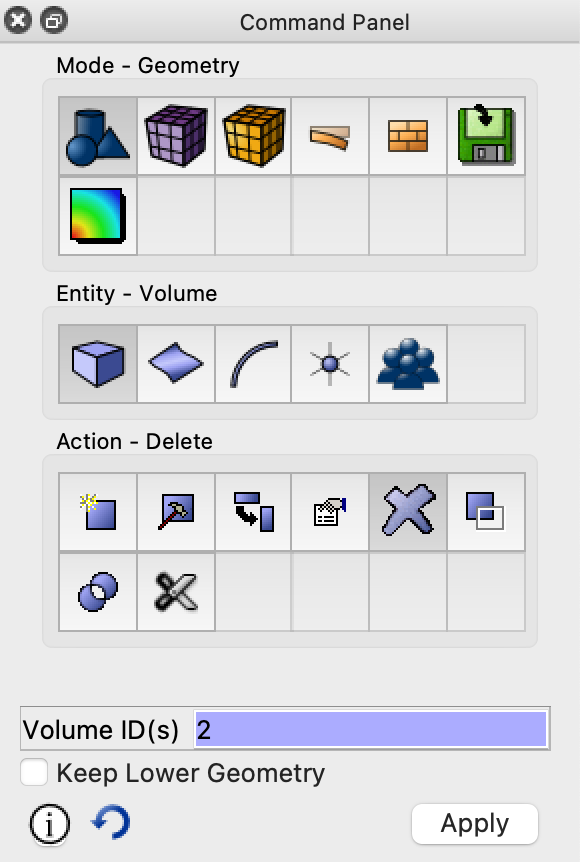 Command Panel
Mode - Geometry
Entity - Volume
Action - Delete
Volume ID(s) 2
Keep Lower Geometry
i Apply